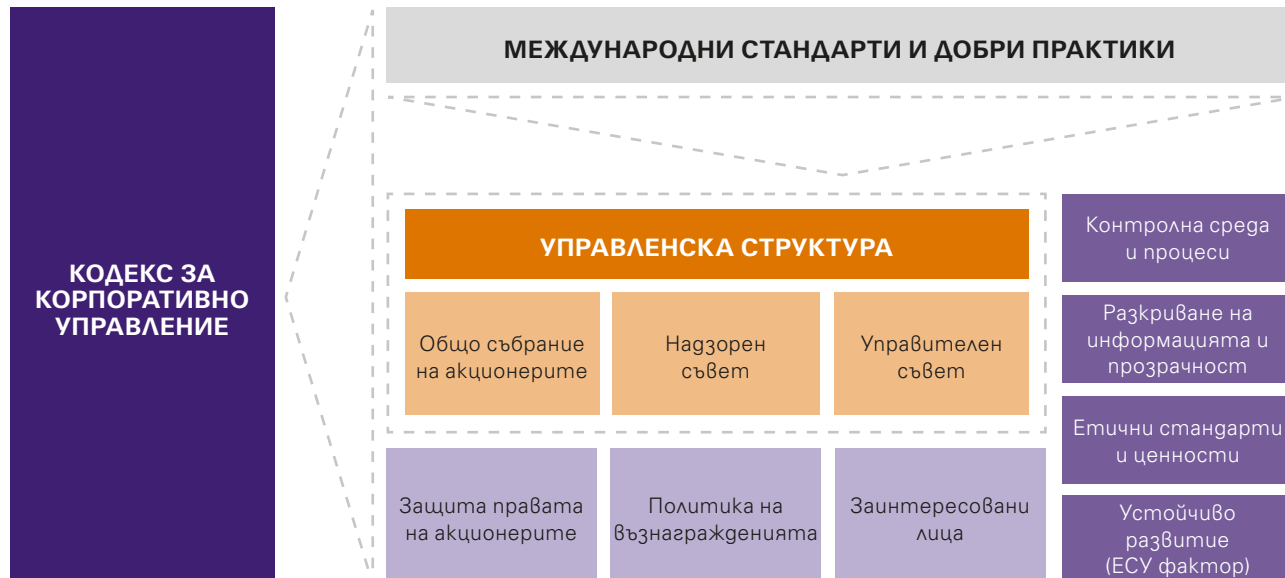 КОДЕКС ЗА
КОРПОРАТИВНО
УПРАВЛЕНИЕ
МЕЖДУНАРОДНИ СТАНДАРТИ И ДОБРИ ПРАКТИКИ
УПРАВЛЕНСКА СТРУКТУРА
Общо събрание
на акционерите
Надзорен
съвет
Управителен
съвет
Защита правата
на акционерите
Политика на
възнагражденията
Заинтересовани
лица
Контролна среда
и процеси
Разкриване на
информацията и
прозрачност
Етични стандарти
и ценности
Устойчиво
развитие
(ЕСУ фактор)